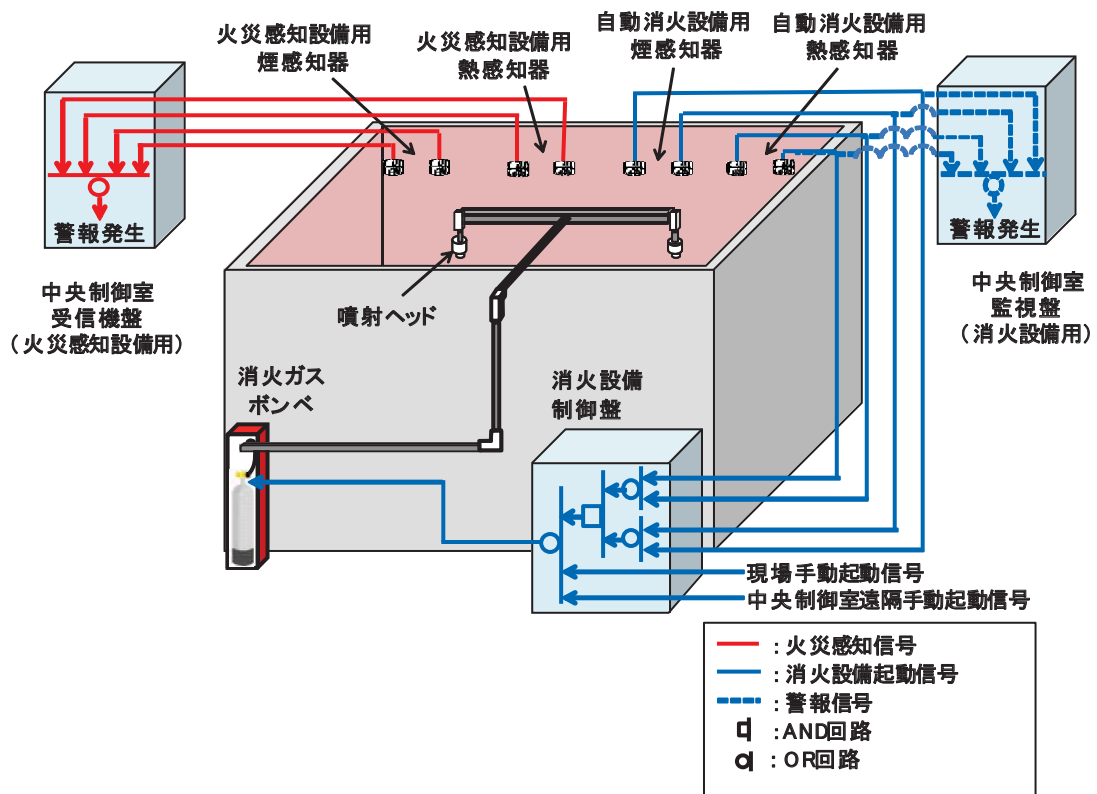 火災感知設備用
煙感知器
火災感知設備用
熱感知器
自動消火設備用
煙感知器
自動消火設備用
熱感知器
警報発生
中央制御室
受信機盤
（火災感知設備用）
警報発生
中央制御室
監視盤
（消火設備用）
噴射ヘッド
消火ガス
ボンベ
消火設備
制御盤
現場手動起動信号
中央制御室遠隔手動起動信号
：火災感知信号
：消火設備起動信号
：警報信号
：AND回路
：OR回路